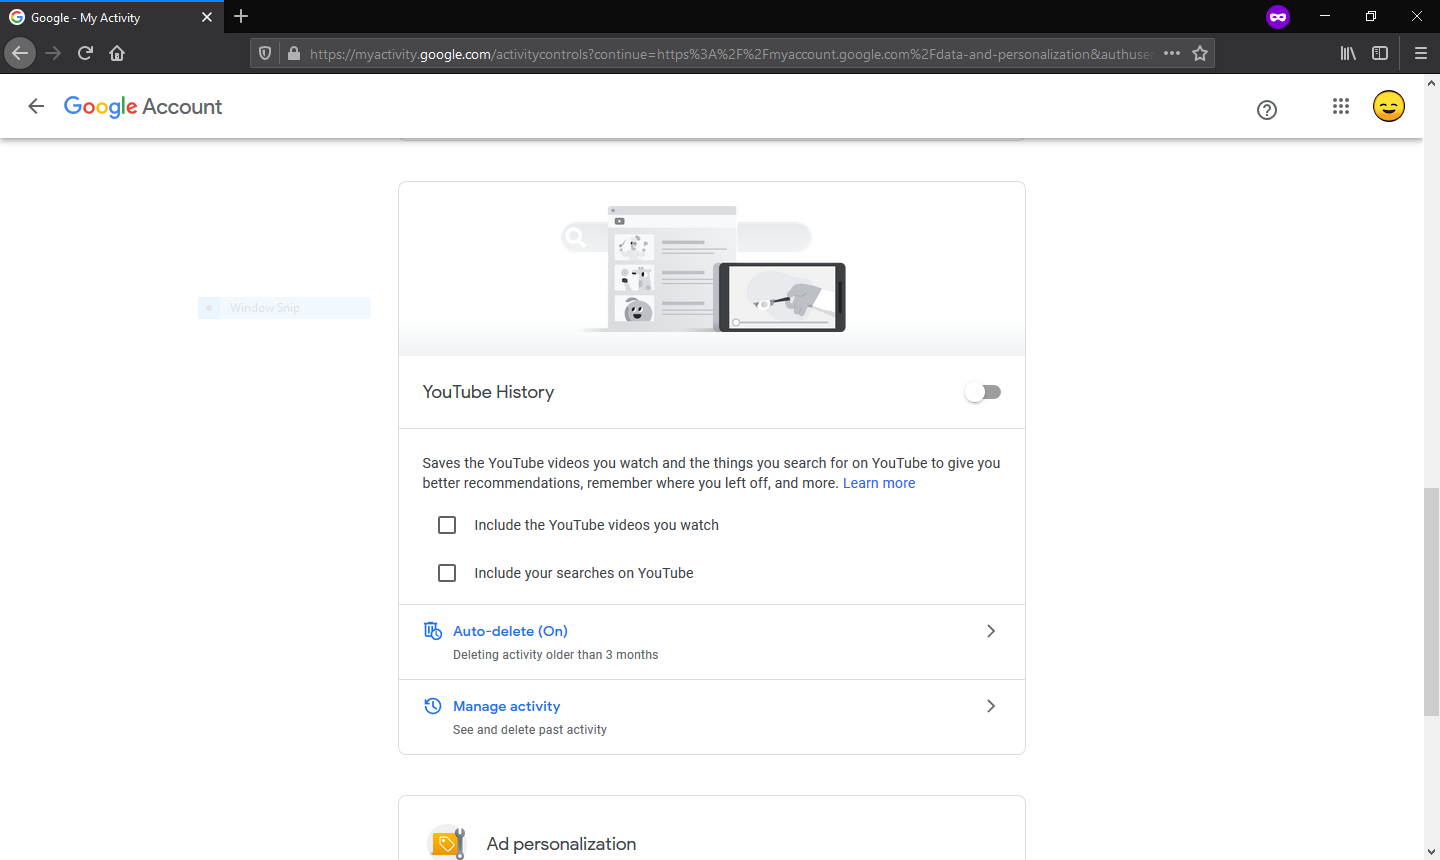 Google - My Activity
https://myactivity.google.com/activitycontrols?continue=https%3A%2F%2Fmyaccount.google.com%2Fdata-and-personalization&authuser
Google Account
Window Snip
YouTube History
Saves the YouTube videos you watch and the things you search for on YouTube to give you
better recommendations, remember where you left off, and more. Learn more
Include the YouTube videos you watch
Include your searches on YouTube
Auto-delete (On)
Deleting activity older than 3 months
Manage activity
See and delete past activity
Ad personalization